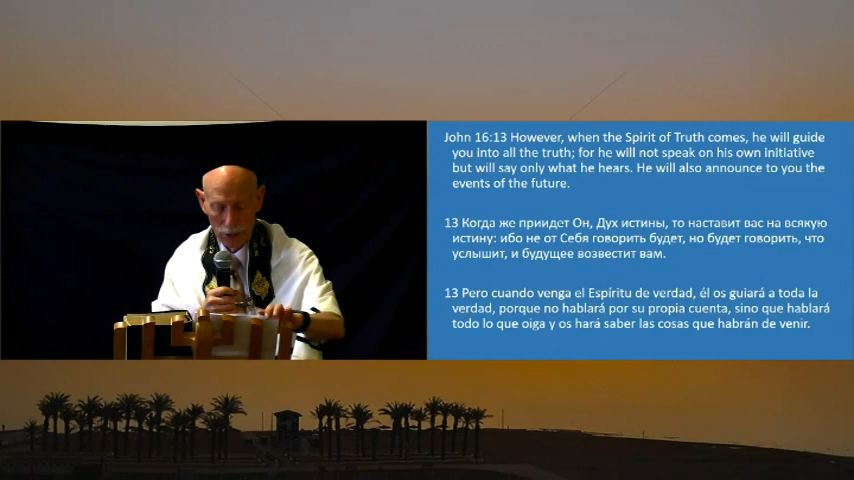 John 16:13 However, when the Spirit of Truth comes, he will guide
you into all the truth; for he will not speak on his own initiative
but will say only what he hears. He will also announce to you the
events of the future.
13 Когда же приидет Он, Дух истины, то наставит вас на всякую
истину: ибо не от Себя говорить будет, но будет говорить, что
услышит, и будущее возвестит вам.
13 Pero cuando venga el Espíritu de verdad, él os guiará a toda la
verdad, porque no hablará por su propia cuenta, sino que hablará
todo lo que oiga y os hará saber las cosas que habrán de venir.